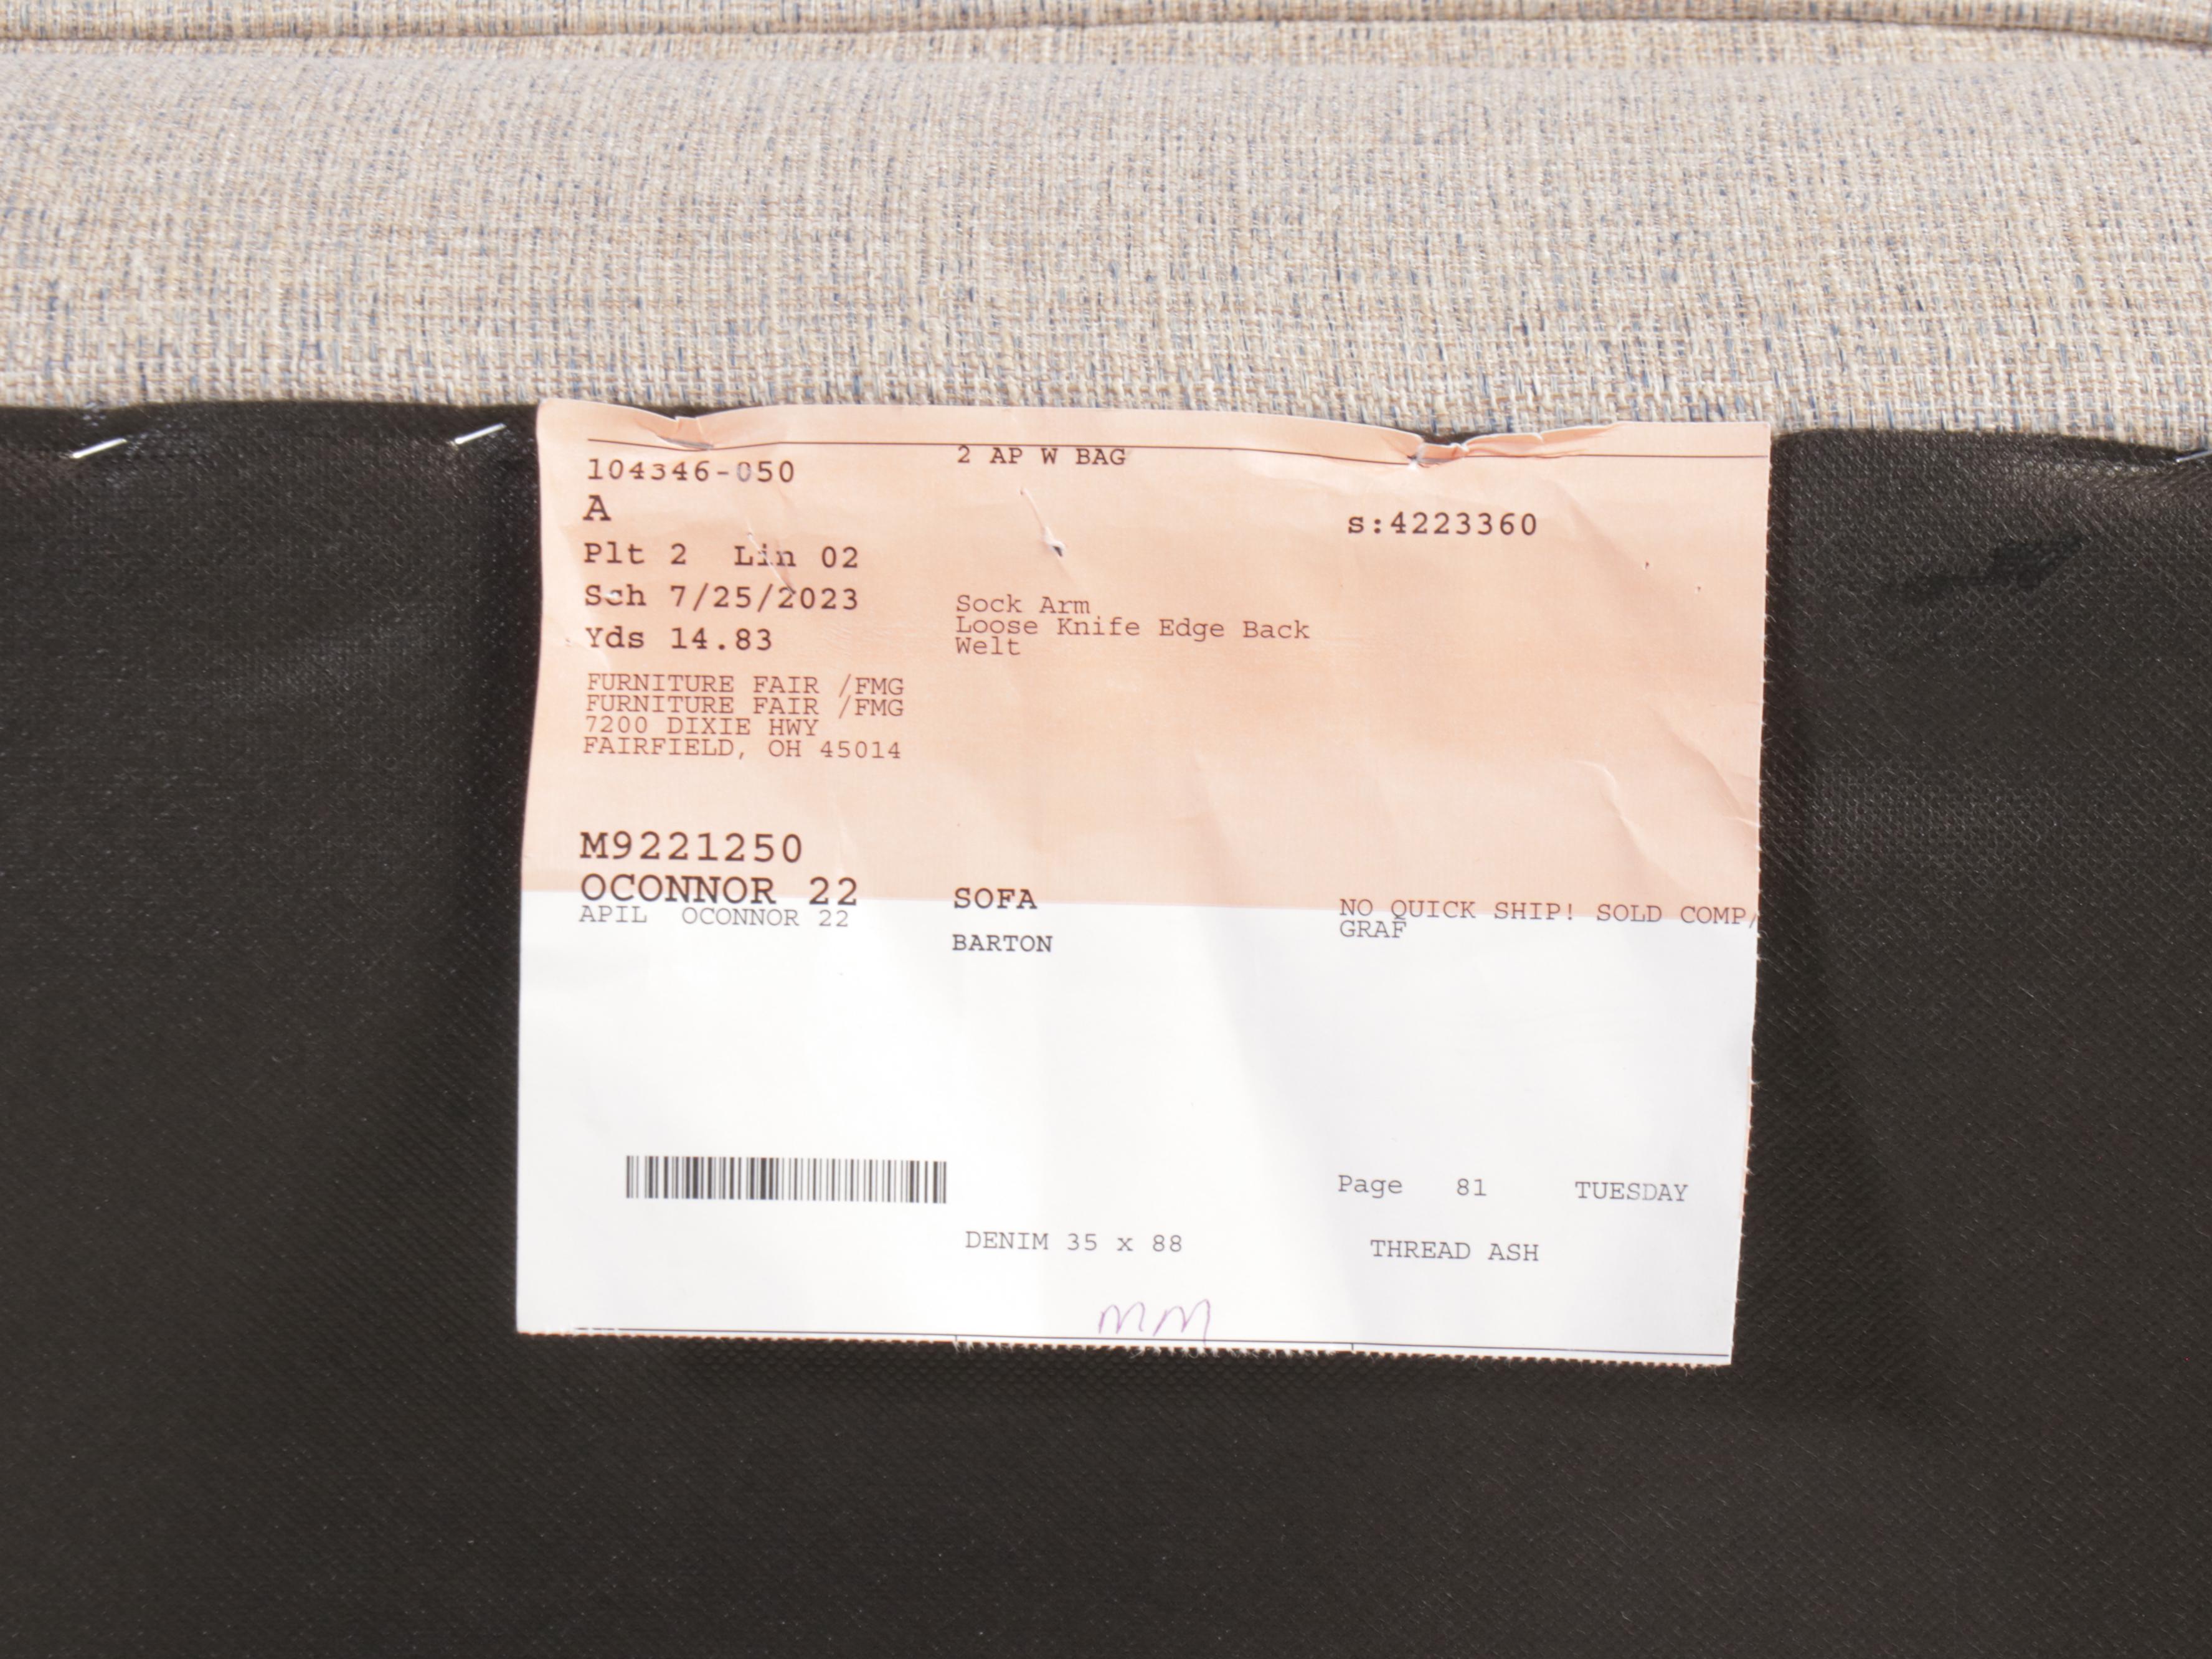 104346-050
2 AP W BAG
A
s:4223360
Plt 2 Lin 02
Sch 7/25/2023
Yds 14.83
Sock Arm
Loose Knife Edge Back
Welt
FURNITURE FAIR /FMG
FURNITURE FAIR /FMG
7200 DIXIE HWY
FAIRFIELD, OH 45014
M9221250
OCONNOR 22
APIL OCONNOR 22
SOFA
BARTON
NO QUICK SHIP! SOLD COMP/
GRAF
Page 81 TUESDAY
DENIM 35 x 88
THREAD ASH
MM